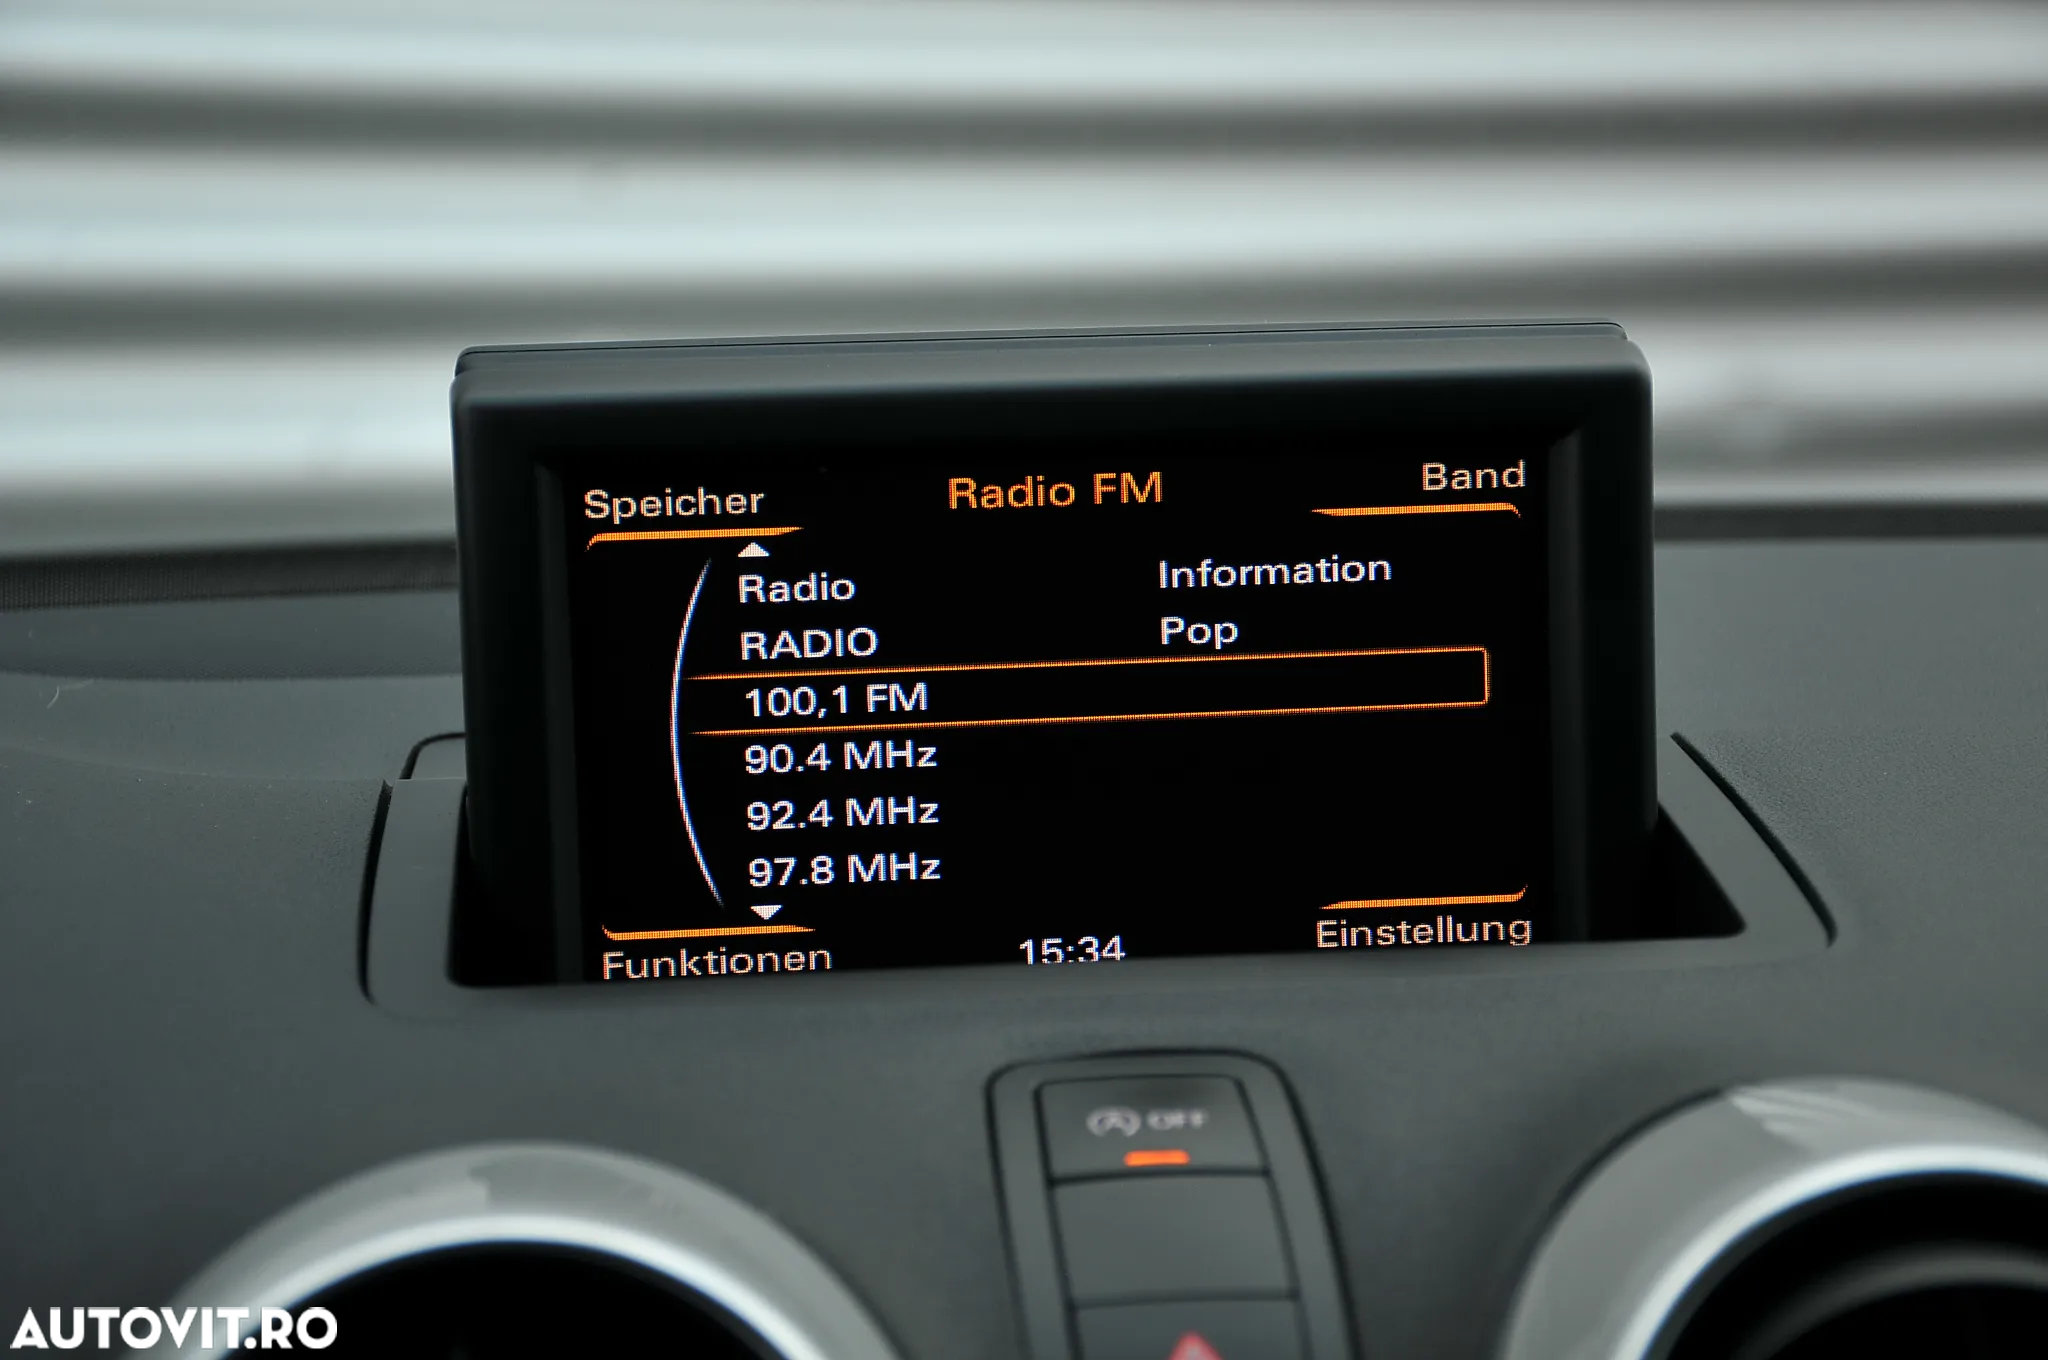 Speicher
Radio FM
Band
Radio Information
RADIO Pop
100,1 FM
90.4 MHz
92.4 MHz
97.8 MHz
Funktionen
15:34
Einstellung
OFF
AUTOVIT.RO